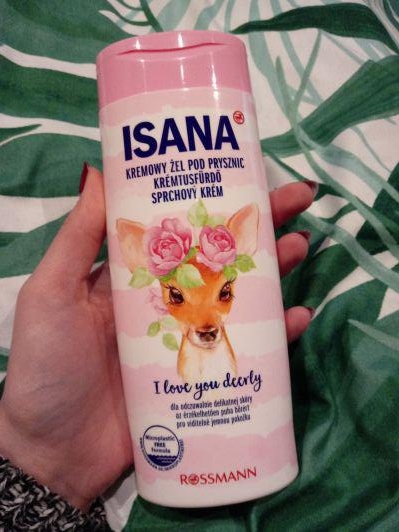 ISANA
KREMOWY ŻEL POD PRYSZNIC
KRÉMTUSFÜRDŐ
SPRCHOVÝ KRÉM
I love you deerly
dla odczuwalnie delikatnej skóry
az érzékelhetően puha bőrért
pro viditelně jemnou pokožku
Microplastic
FREE
Formula
ROSSMANN